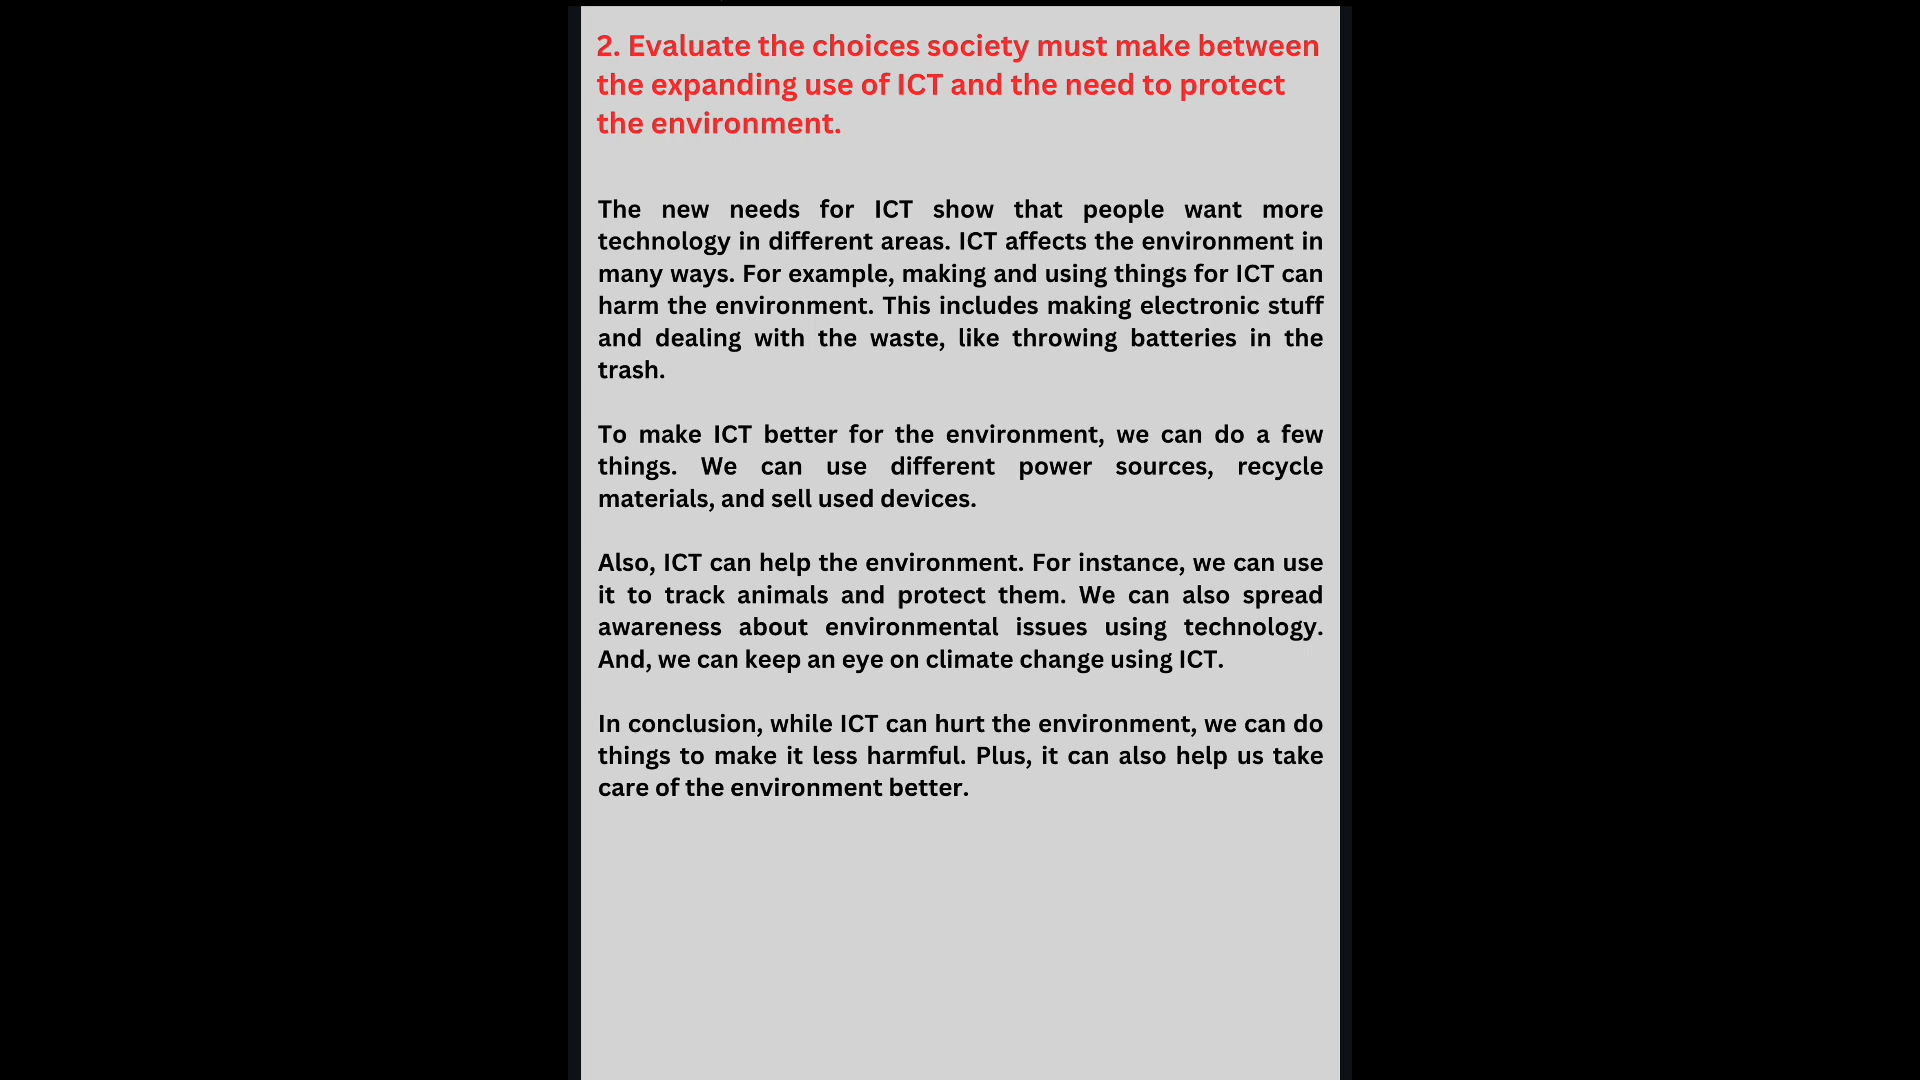 2. Evaluate the choices society must make between
the expanding use of ICT and the need to protect
the environment.
The new needs for ICT show that people want more
technology in different areas. ICT affects the environment in
many ways. For example, making and using things for ICT can
harm the environment. This includes making electronic stuff
and dealing with the waste, like throwing batteries in the
trash.
To make ICT better for the environment, we can do a few
things. We can use different power sources, recycle
materials, and sell used devices.
Also, ICT can help the environment. For instance, we can use
it to track animals and protect them. We can also spread
awareness about environmental issues using technology.
And, we can keep an eye on climate change using ICT.
In conclusion, while ICT can hurt the environment, we can do
things to make it less harmful. Plus, it can also help us take
care of the environment better.